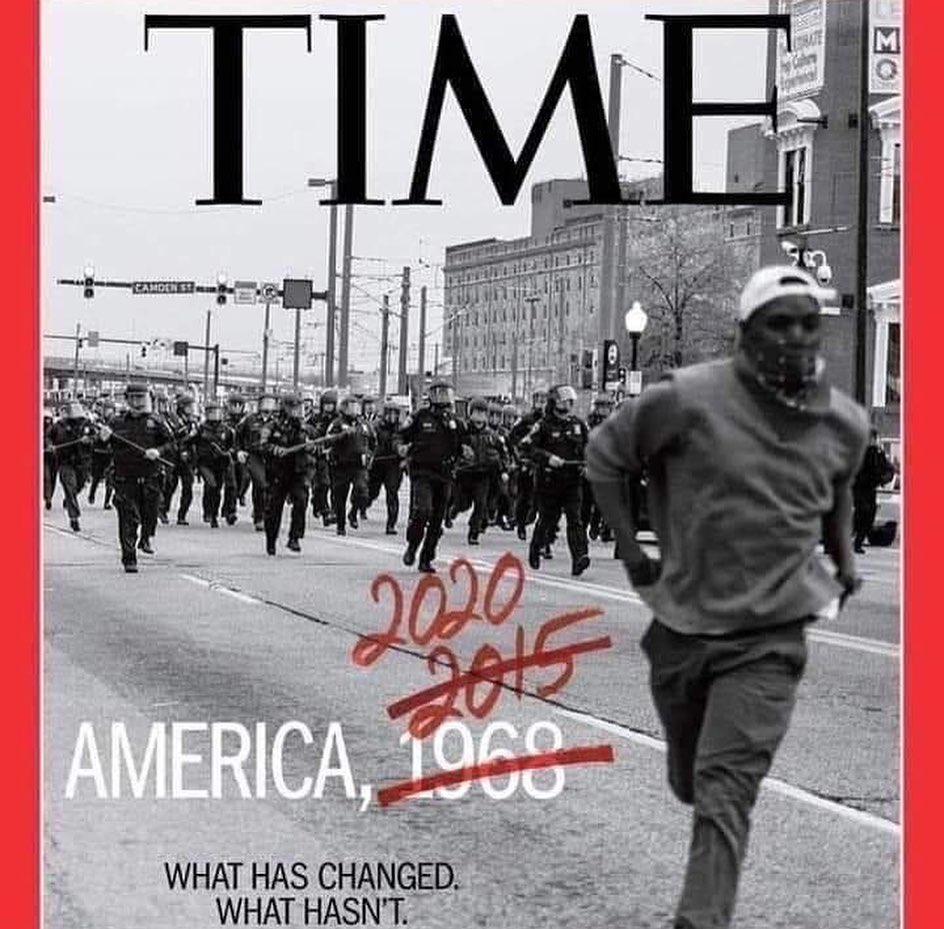 TIME
M
CAMDEN ST
2020
2015
AMERICA, 1968
WHAT HAS CHANGED.
WHAT HASN'T.